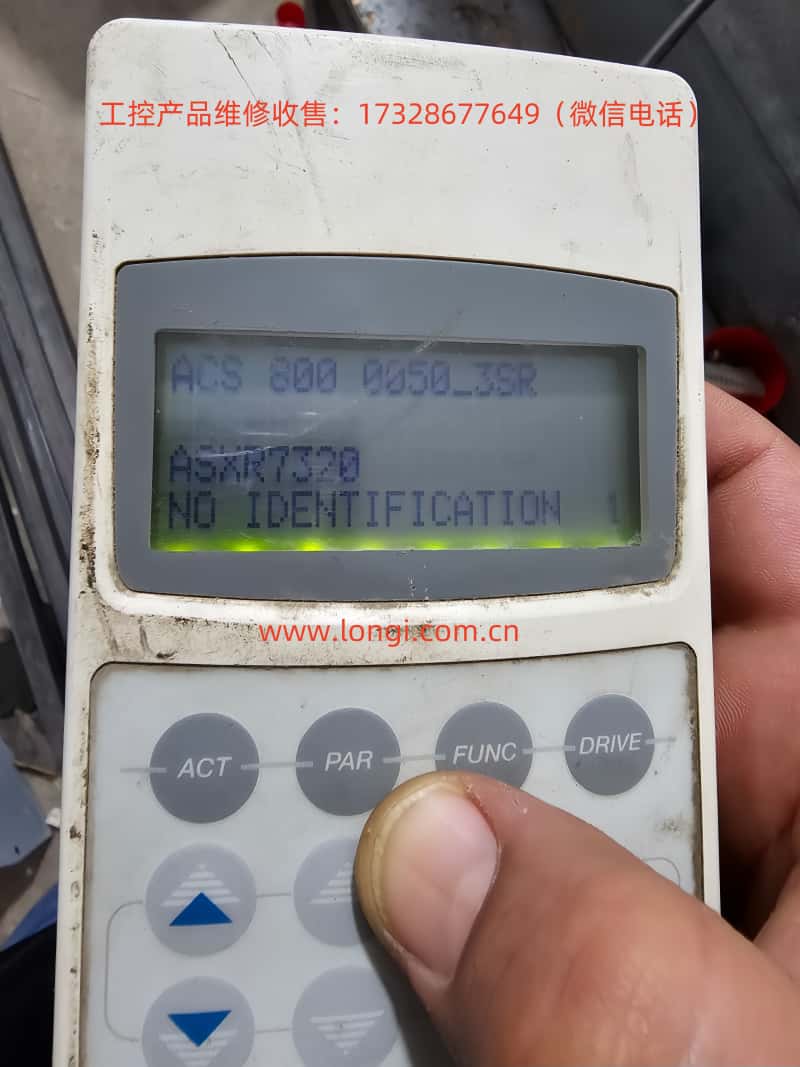 工控产品维修收售：17328677649（微信电话）
ACS 800 0050_3SR
ASXR7320
NO IDENTIFICATION 1
www.longi.com.cn
ACT PAR FUNC DRIVE